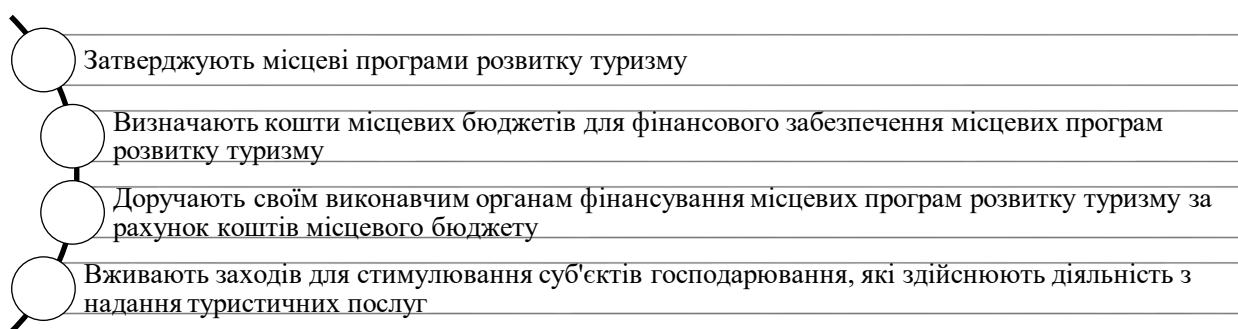 Затверджують місцеві програми розвитку туризму
Визначають кошти місцевих бюджетів для фінансового забезпечення місцевих програм
розвитку туризму
Доручають своїм виконавчим органам фінансування місцевих програм розвитку туризму за
рахунок коштів місцевого бюджету
Вживають заходів для стимулювання суб'єктів господарювання, які здійснюють діяльність з
надання туристичних послуг